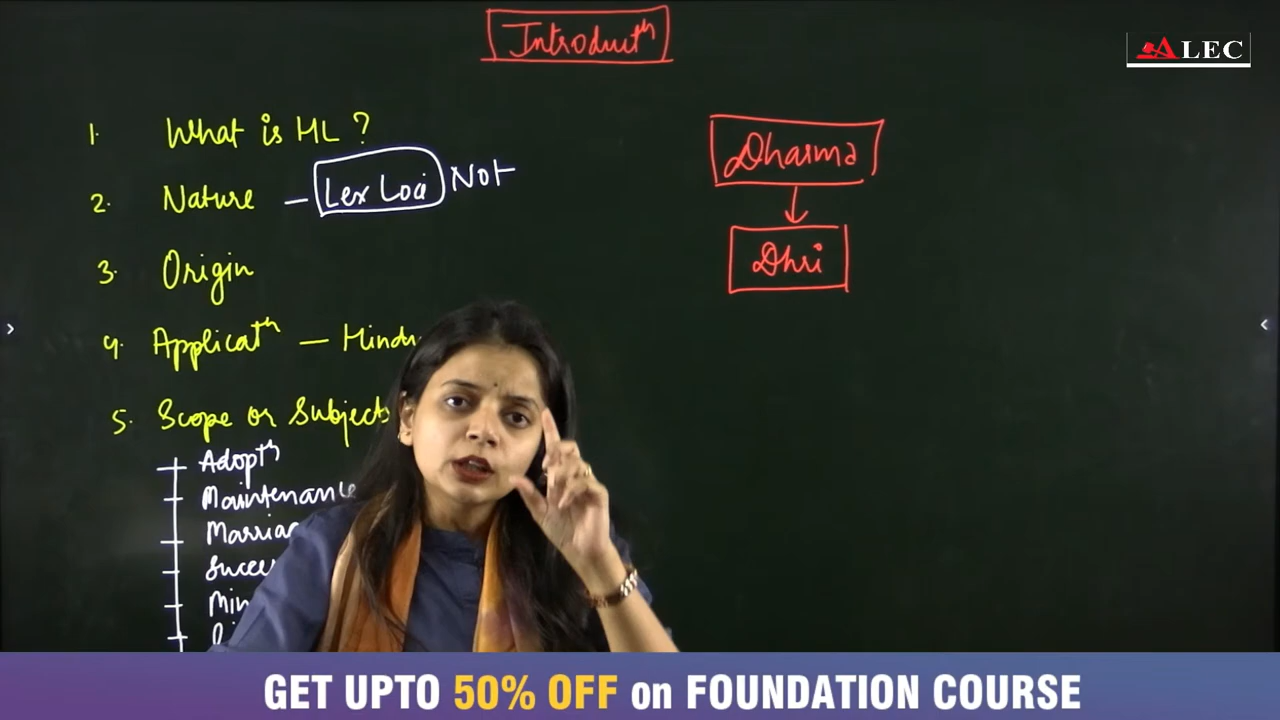 Introductⁿ
ALEC
1. What is HL ?
2. Nature – Lex Loci Not
3. Origin
4. Applicatⁿ – Hindu
5. Scope or Subjects
Adoptⁿ
Maintenance
Dharma
Dhri
GET UPTO 50% OFF on FOUNDATION COURSE